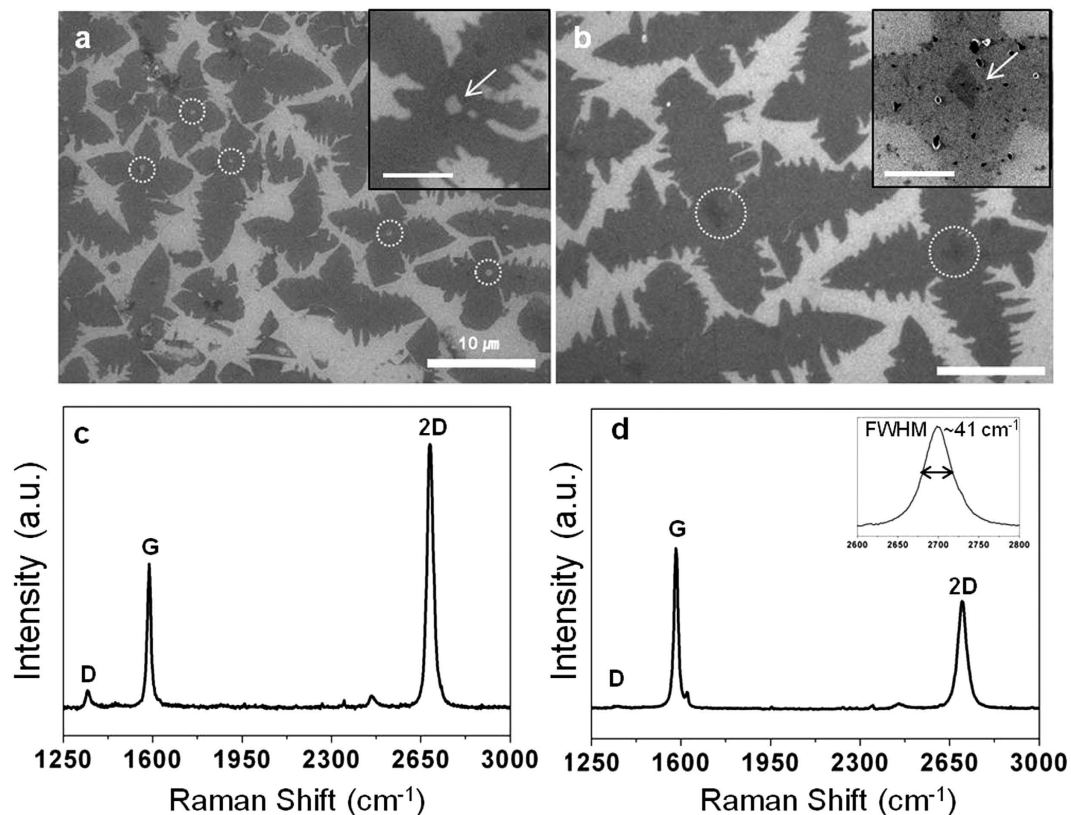 a
b
10 μm
c
D
G
2D
Intensity (a.u.)
1250 1600 1950 2300 2650 3000
Raman Shift (cm⁻¹)
d
D
G
2D
FWHM ~41 cm⁻¹
2600 2650 2700 2750 2800
Intensity (a.u.)
1250 1600 1950 2300 2650 3000
Raman Shift (cm⁻¹)